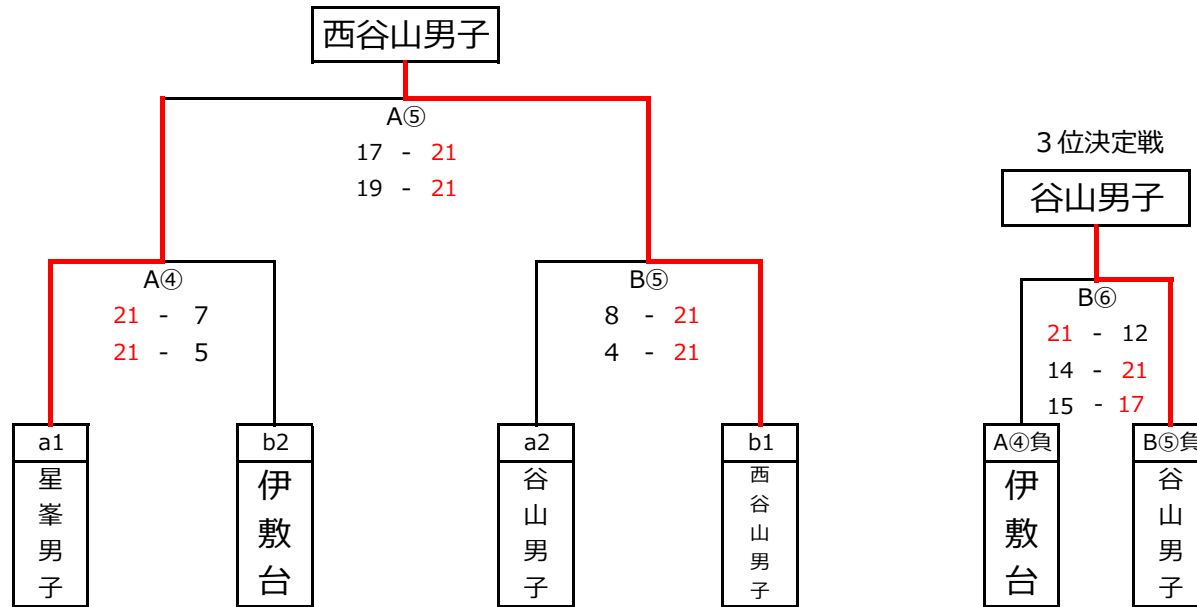 西谷山男子
A⑤
17 - 21
19 - 21
A④
21 - 7
21 - 5
B⑤
8 - 21
4 - 21
a1
星峯男子
b2
伊敷台
a2
谷山男子
b1
西谷山男子
３位決定戦
谷山男子
B⑥
21 - 12
14 - 21
15 - 17
A④負
伊敷台
B⑤負
谷山男子